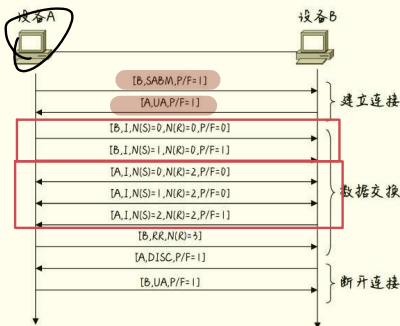 设备A
设备B
[B,SABM,P/F=1]
[A,UA,P/F=1]
建立连接
[B,I,N(S)=0,N(R)=0,P/F=0]
[B,I,N(S)=1,N(R)=0,P/F=1]
[A,I,N(S)=0,N(R)=2,P/F=0]
[A,I,N(S)=1,N(R)=2,P/F=0]
数据交换
[A,I,N(S)=2,N(R)=2,P/F=1]
[B,RR,N(R)=3]
[A,DISC,P/F=1]
[B,UA,P/F=1]
断开连接